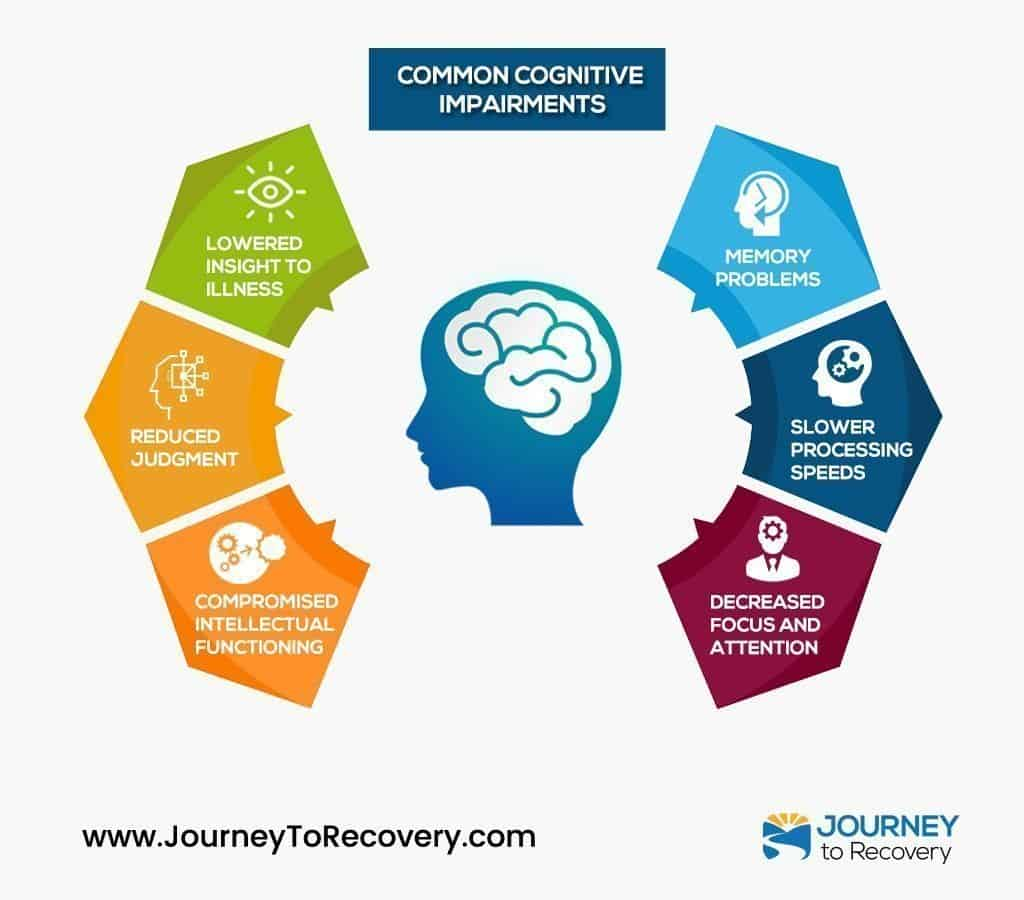 COMMON COGNITIVE
IMPAIRMENTS
LOWERED
INSIGHT TO
ILLNESS
MEMORY
PROBLEMS
REDUCED
JUDGMENT
SLOWER
PROCESSING
SPEEDS
COMPROMISED
INTELLECTUAL
FUNCTIONING
DECREASED
FOCUS AND
ATTENTION
www.JourneyToRecovery.com
JOURNEY
to Recovery